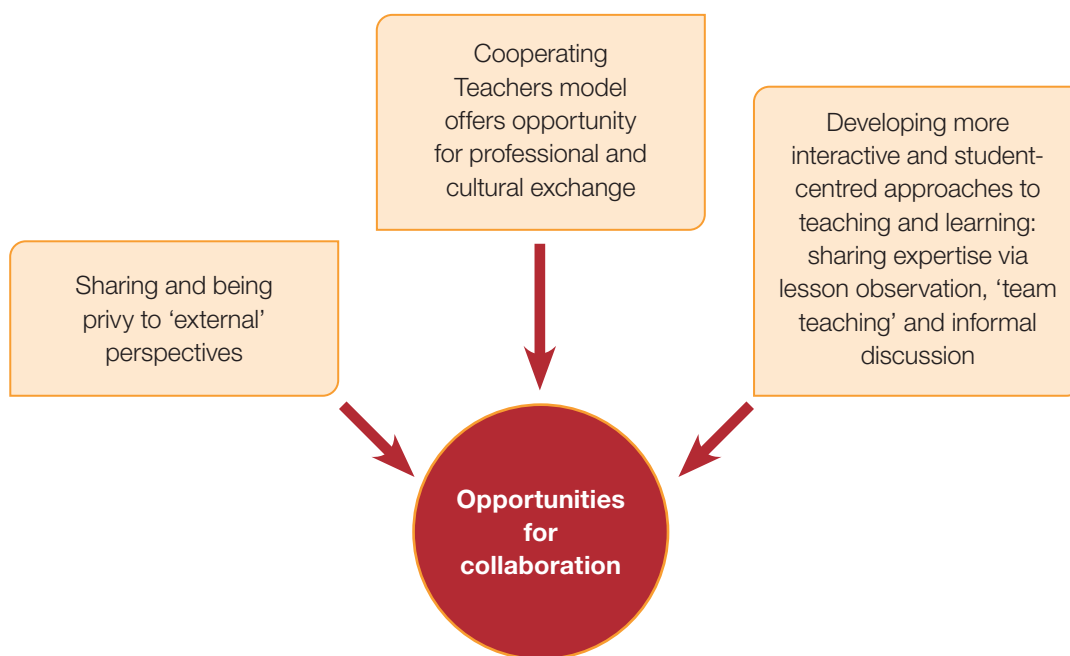 Cooperating
Teachers model
offers opportunity
for professional and
cultural exchange
Developing more
interactive and student-
centred approaches to
teaching and learning:
sharing expertise via
lesson observation, ‘team
teaching’ and informal
discussion
Sharing and being
privy to ‘external’
perspectives
Opportunities
for
collaboration